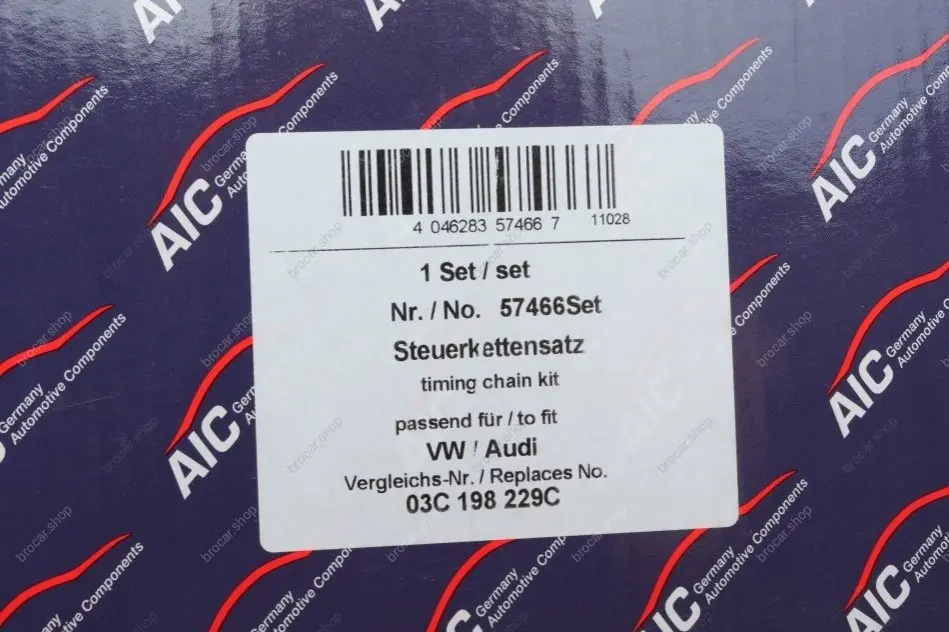 4 046283 57466 7 11028
1 Set / set
Nr. / No. 57466Set
Steuerkettensatz
timing chain kit
passend für / to fit
VW / Audi
Vergleichs-Nr. / Replaces No.
03C 198 229C
AIC Germany
Automotive Components
brocar.shop